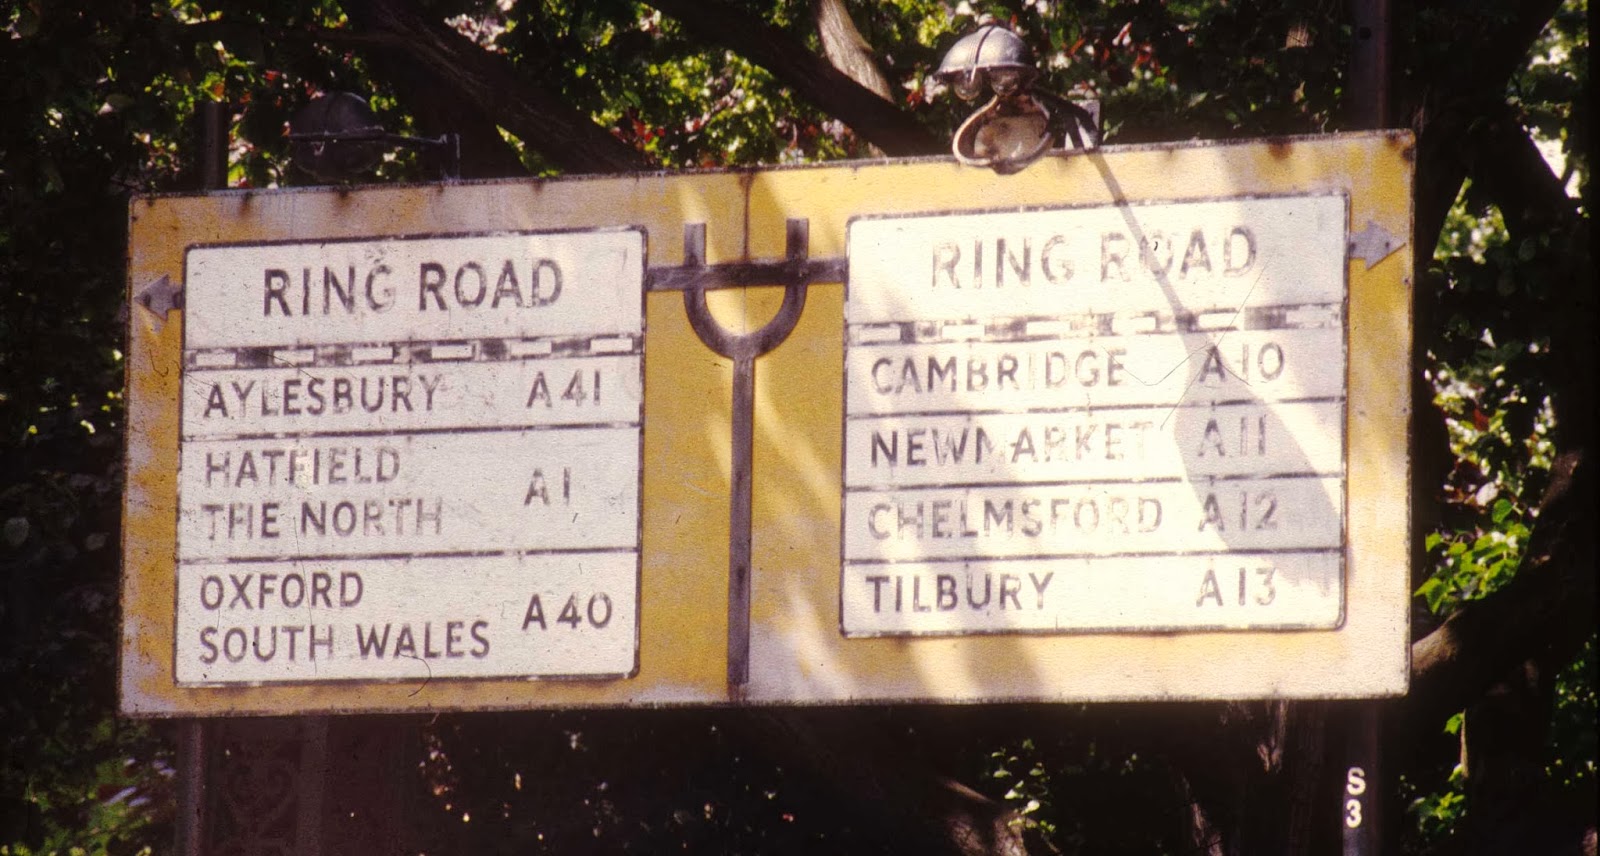 RING ROAD
AYLESBURY A41
HATFIELD
THE NORTH A1
OXFORD
SOUTH WALES A40
RING ROAD
CAMBRIDGE A10
NEWMARKET A11
CHELMSFORD A12
TILBURY A13
S
3